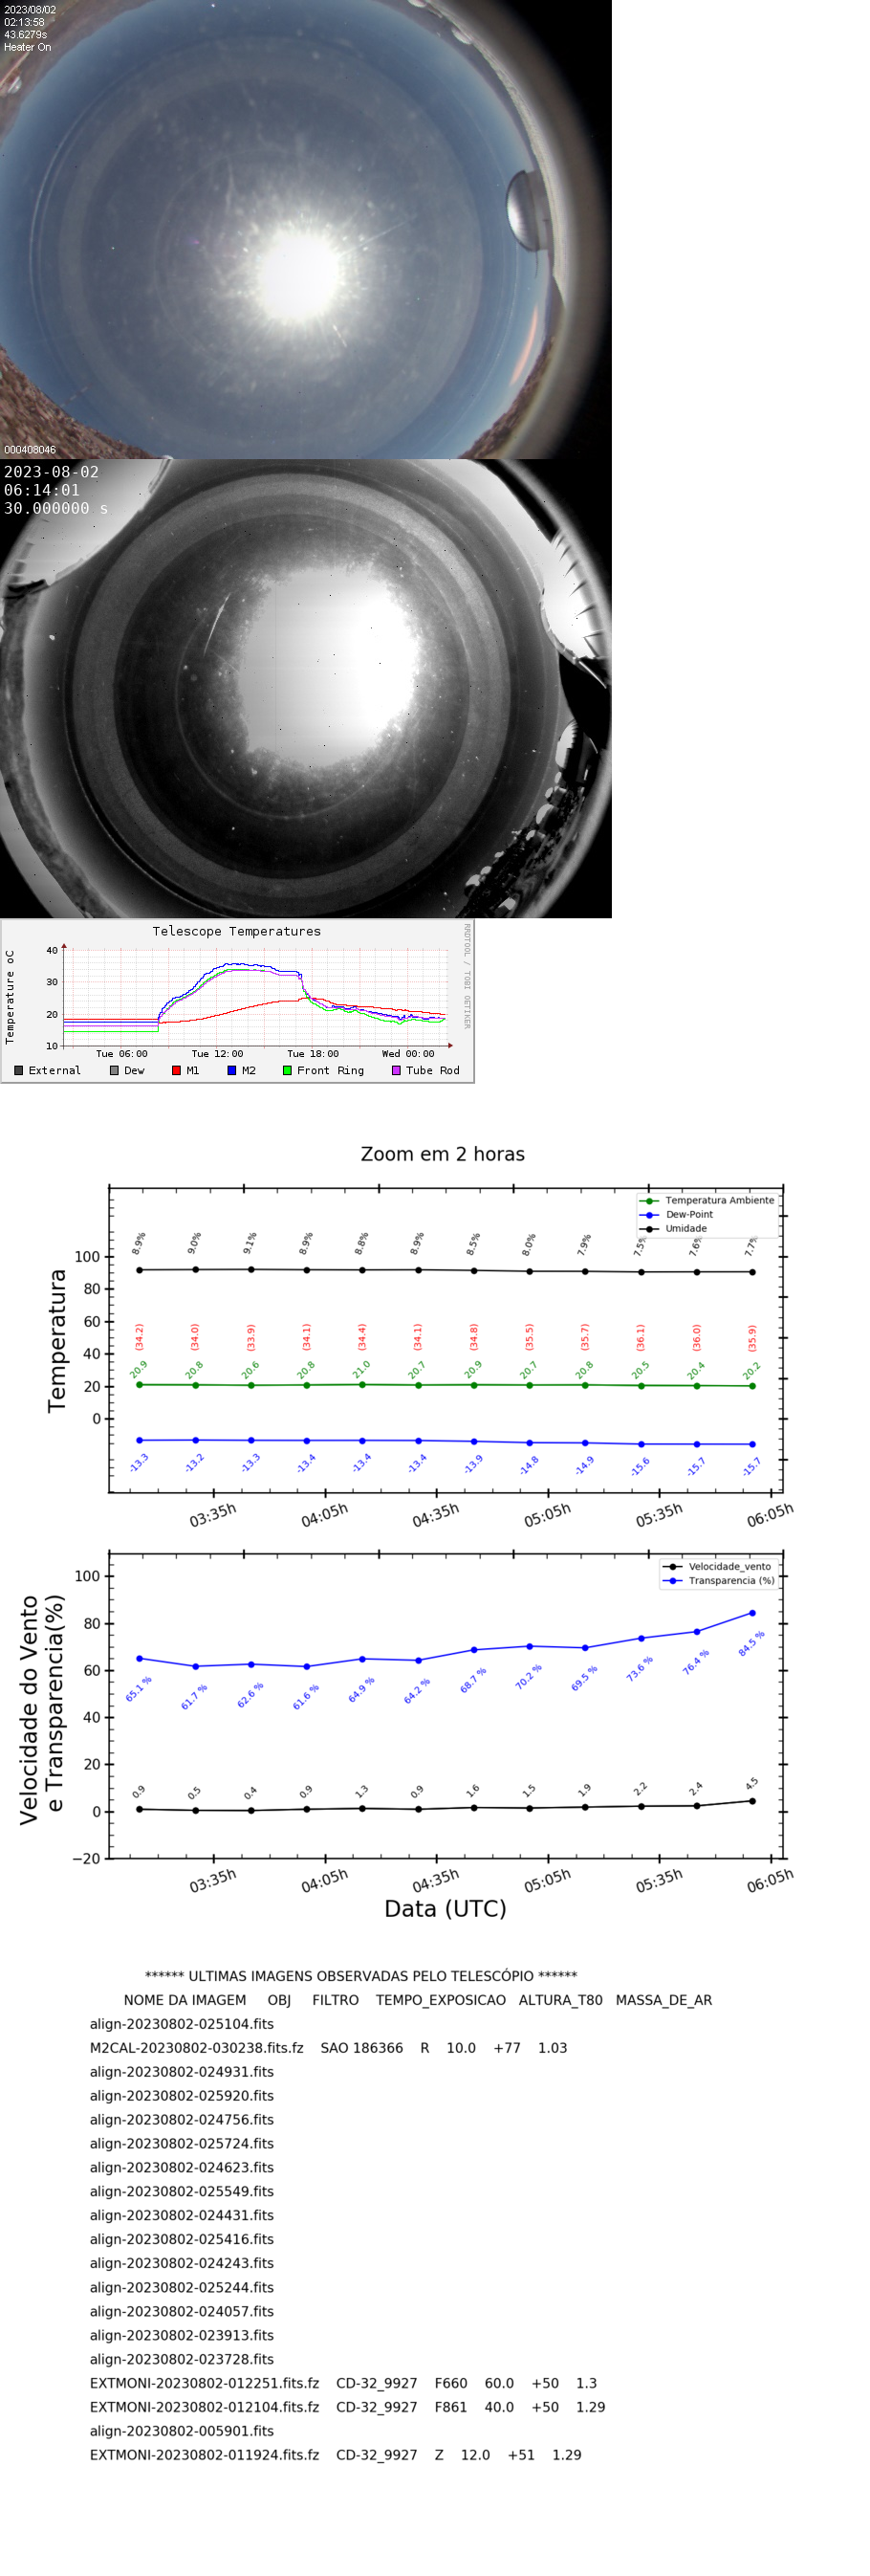 2023/08/02
02:13:58
43.6279s
Heater On
000408046
2023-08-02
06:14:01
30.000000 s
Telescope Temperatures
RRDTOOL / TOBI OETIKER
Temperature oC
40
30
20
10
Tue 06:00 Tue 12:00 Tue 18:00 Wed 00:00
External Dew M1 M2 Front Ring Tube Rod
Zoom em 2 horas
Temperatura Ambiente
Dew-Point
Umidade
Temperatura
100
80
60
40
20
0
8.9% 9.0% 9.1% 8.9% 8.8% 8.9% 8.5% 8.0% 7.9% 7.5% 7.6% 7.7%
(34.2) (34.0) (33.9) (34.1) (34.4) (34.1) (34.8) (35.5) (35.7) (36.1) (36.0) (35.9)
20.9 20.8 20.6 20.8 21.0 20.7 20.9 20.7 20.8 20.5 20.4 20.2
-13.3 -13.2 -13.3 -13.4 -13.4 -13.4 -13.9 -14.8 -14.9 -15.6 -15.7 -15.7
03:35h 04:05h 04:35h 05:05h 05:35h 06:05h
Velocidade_vento
Transparencia (%)
Velocidade do Vento
e Transparencia(%)
100
80
60
40
20
0
−20
65.1 % 61.7 % 62.6 % 61.6 % 64.9 % 64.2 % 68.7 % 70.2 % 69.5 % 73.6 % 76.4 % 84.5 %
0.9 0.5 0.4 0.9 1.3 0.9 1.6 1.5 1.9 2.2 2.4 4.5
03:35h 04:05h 04:35h 05:05h 05:35h 06:05h
Data (UTC)
****** ULTIMAS IMAGENS OBSERVADAS PELO TELESCÓPIO ******
NOME DA IMAGEM OBJ FILTRO TEMPO_EXPOSICAO ALTURA_T80 MASSA_DE_AR
align-20230802-025104.fits
M2CAL-20230802-030238.fits.fz SAO 186366 R 10.0 +77 1.03
align-20230802-024931.fits
align-20230802-025920.fits
align-20230802-024756.fits
align-20230802-025724.fits
align-20230802-024623.fits
align-20230802-025549.fits
align-20230802-024431.fits
align-20230802-025416.fits
align-20230802-024243.fits
align-20230802-025244.fits
align-20230802-024057.fits
align-20230802-023913.fits
align-20230802-023728.fits
EXTMONI-20230802-012251.fits.fz CD-32_9927 F660 60.0 +50 1.3
EXTMONI-20230802-012104.fits.fz CD-32_9927 F861 40.0 +50 1.29
align-20230802-005901.fits
EXTMONI-20230802-011924.fits.fz CD-32_9927 Z 12.0 +51 1.29